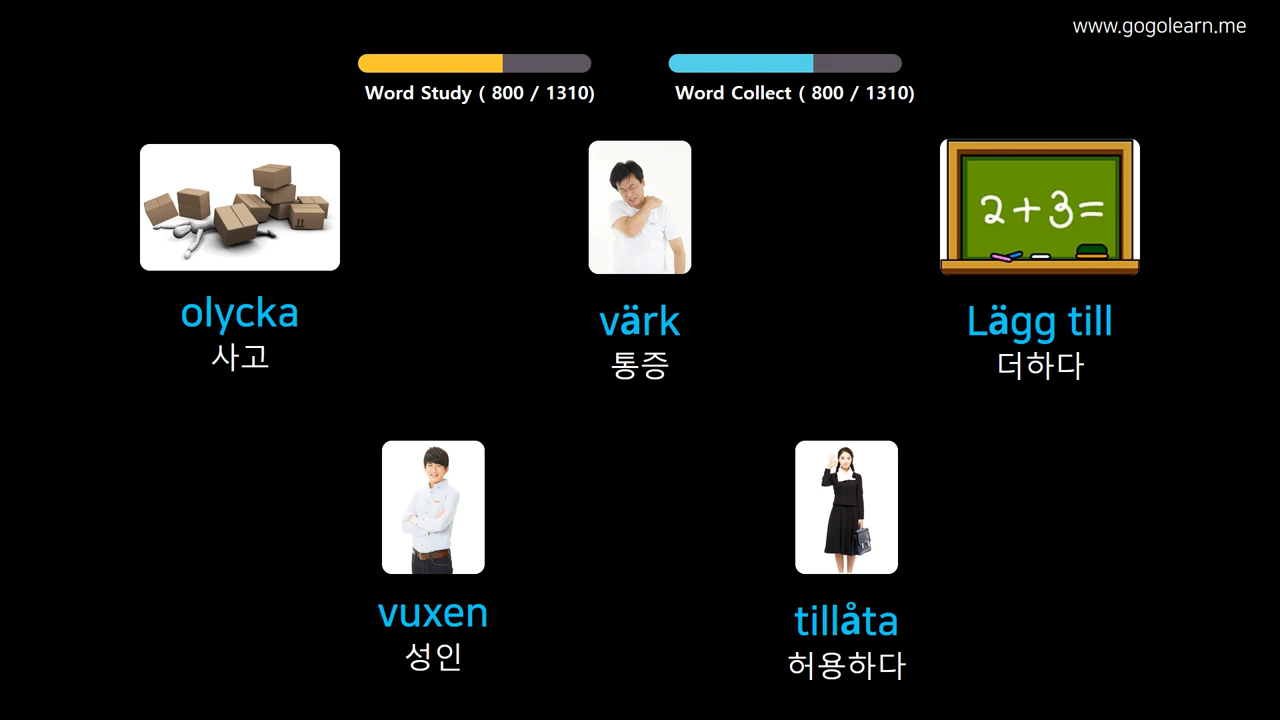 www.gogolearn.me
Word Study ( 800 / 1310)
Word Collect ( 800 / 1310)
2+3=
olycka
사고
värk
통증
Lägg till
더하다
vuxen
성인
tillåta
허용하다